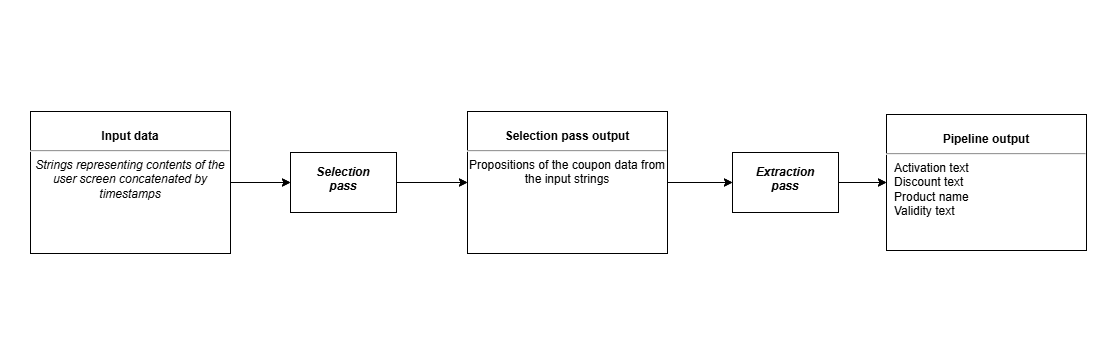 Input data
Strings representing contents of the
user screen concatenated by
timestamps
Selection
pass
Selection pass output
Propositions of the coupon data from
the input strings
Extraction
pass
Pipeline output
Activation text
Discount text
Product name
Validity text